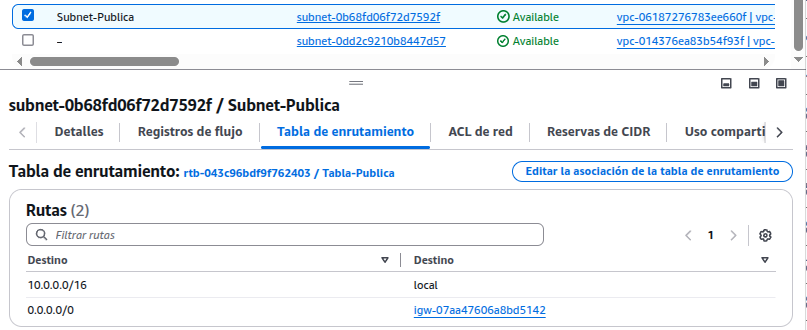 Subnet-Publica subnet-0b68fd06f72d7592f Available vpc-06187276783ee660f | vpc-
– subnet-0dd2c9210b8447d57 Available vpc-014376ea83b54f93f | vpc-
subnet-0b68fd06f72d7592f / Subnet-Publica
Detalles Registros de flujo Tabla de enrutamiento ACL de red Reservas de CIDR Uso comparti
Tabla de enrutamiento: rtb-043c96bdf9f762403 / Tabla-Publica Editar la asociación de la tabla de enrutamiento
Rutas (2)
Filtrar rutas 1
Destino Destino
10.0.0.0/16 local
0.0.0.0/0 igw-07aa47606a8bd5142